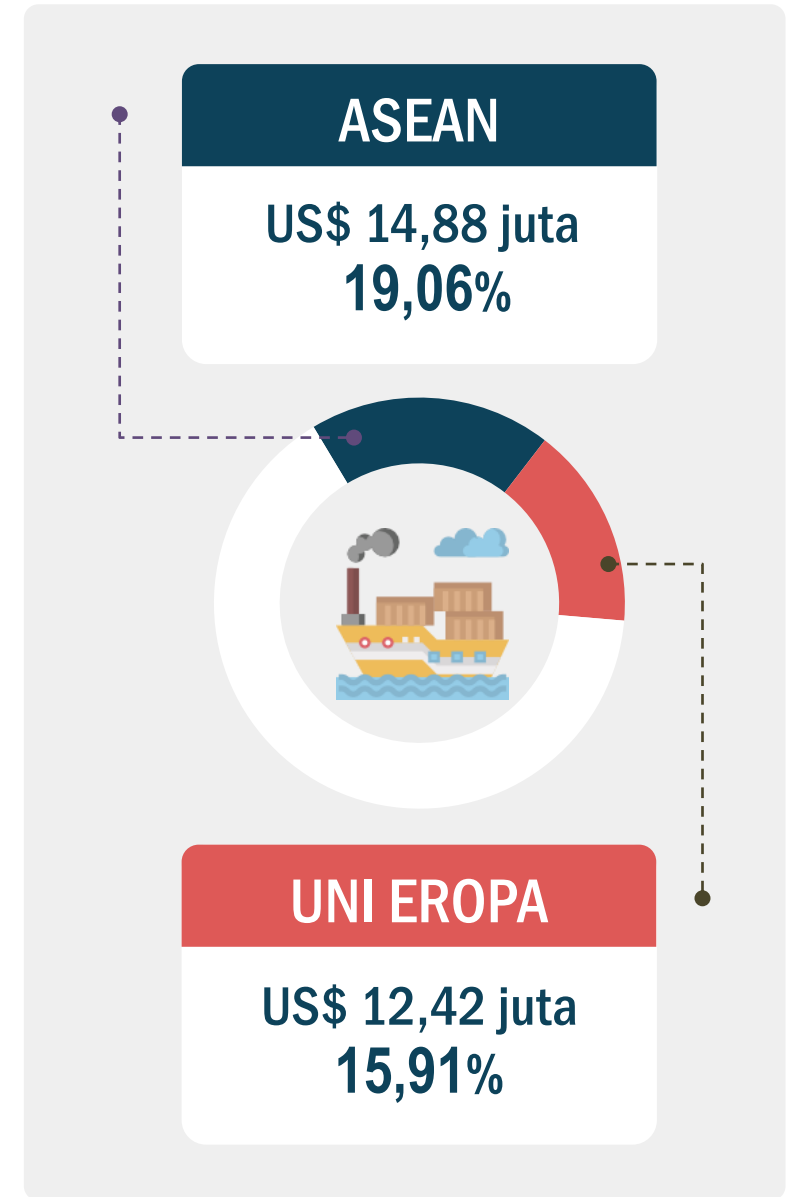 ASEAN
US$ 14,88 juta
19,06%
UNI EROPA
US$ 12,42 juta
15,91%